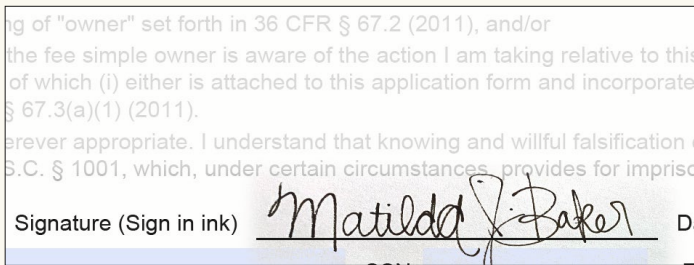 ng of "owner" set forth in 36 CFR § 67.2 (2011), and/or
the fee simple owner is aware of the action I am taking relative to this
of which (i) either is attached to this application form and incorporate
§ 67.3(a)(1) (2011).
erever appropriate. I understand that knowing and willful falsification
S.C. § 1001, which, under certain circumstances, provides for impriso
Signature (Sign in ink) Matilda J. Baker